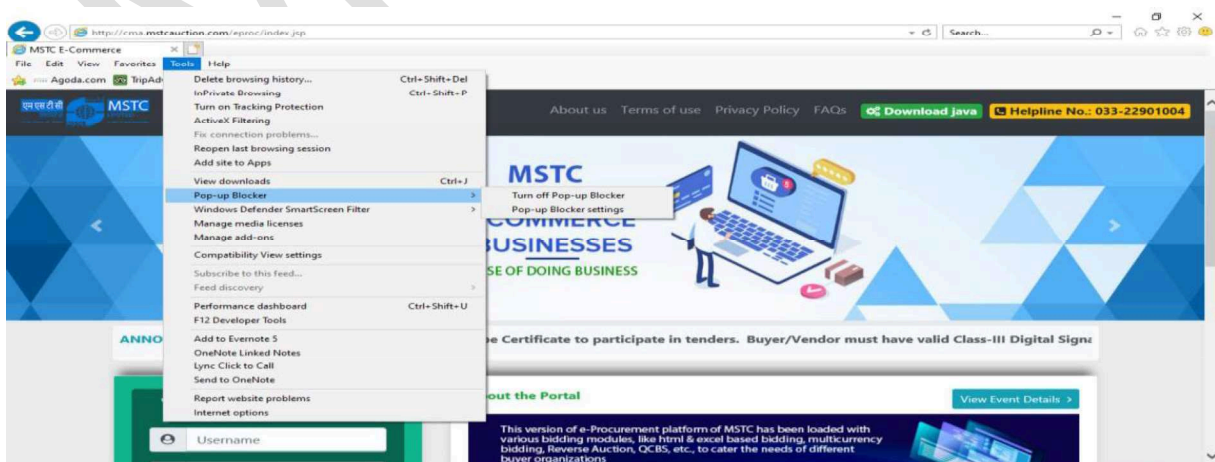 http://cma.mstcauction.com/eproc/index.jsp
Search...
MSTC E-Commerce
File Edit View Favorites Tools Help
Agoda.com TripAdv
Delete browsing history... Ctrl+Shift+Del
InPrivate Browsing Ctrl+Shift+P
Turn on Tracking Protection
ActiveX Filtering
Fix connection problems...
Reopen last browsing session
Add site to Apps
View downloads Ctrl+J
Pop-up Blocker
Turn off Pop-up Blocker
Pop-up Blocker settings
Windows Defender SmartScreen Filter
Manage media licenses
Manage add-ons
Compatibility View settings
Subscribe to this feed...
Feed discovery
Performance dashboard Ctrl+Shift+U
F12 Developer Tools
Add to Evernote 5
OneNote Linked Notes
Lync Click to Call
Send to OneNote
Report website problems
Internet options
एम एस टी सी MSTC
About us Terms of use Privacy Policy FAQs Download Java Helpline No.: 033-22901004
MSTC
COMMERCE
BUSINESSES
SE OF DOING BUSINESS
ANNO
e Certificate to participate in tenders. Buyer/Vendor must have valid Class-III Digital Signa
Username
out the Portal
View Event Details >
This version of e-Procurement platform of MSTC has been loaded with
various bidding modules, like html & excel based bidding, multicurrency
bidding, Reverse Auction, QCBS, etc., to cater the needs of different
buyer organizations